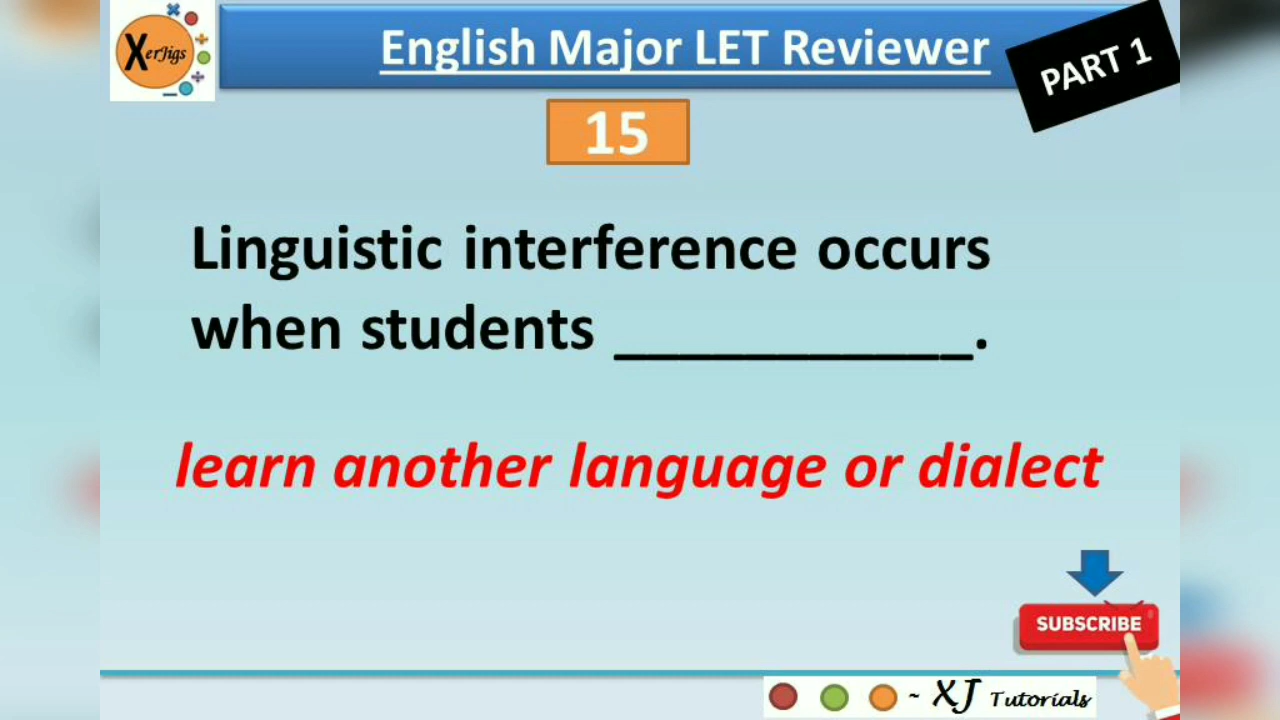 XerJigs
English Major LET Reviewer
PART 1
15
Linguistic interference occurs
when students ___________.
learn another language or dialect
SUBSCRIBE
~ XJ Tutorials